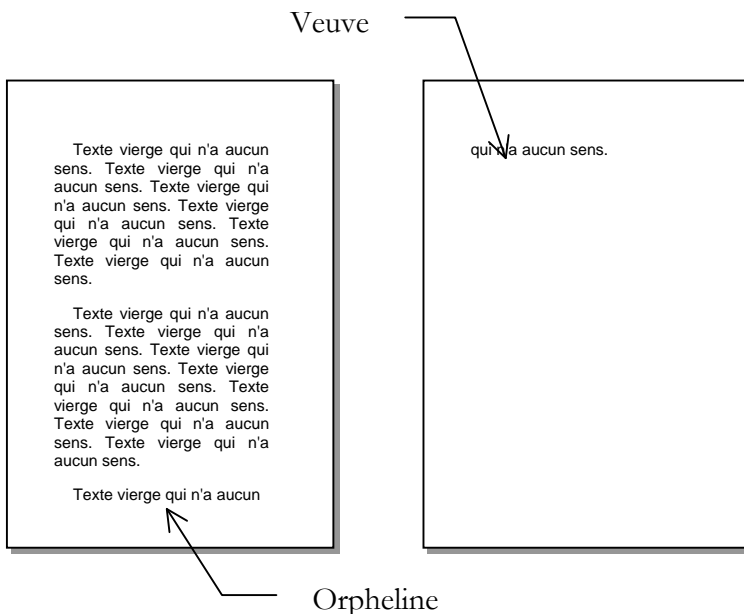 Veuve
Texte vierge qui n'a aucun
sens. Texte vierge qui n'a
aucun sens. Texte vierge qui
n'a aucun sens. Texte vierge
qui n'a aucun sens. Texte
vierge qui n'a aucun sens.
Texte vierge qui n'a aucun
sens.
Texte vierge qui n'a aucun
sens. Texte vierge qui n'a
aucun sens. Texte vierge qui
n'a aucun sens. Texte vierge
qui n'a aucun sens. Texte
vierge qui n'a aucun sens.
Texte vierge qui n'a aucun
sens. Texte vierge qui n'a
aucun sens.
Texte vierge qui n'a aucun
qui n'a aucun sens.
Orpheline